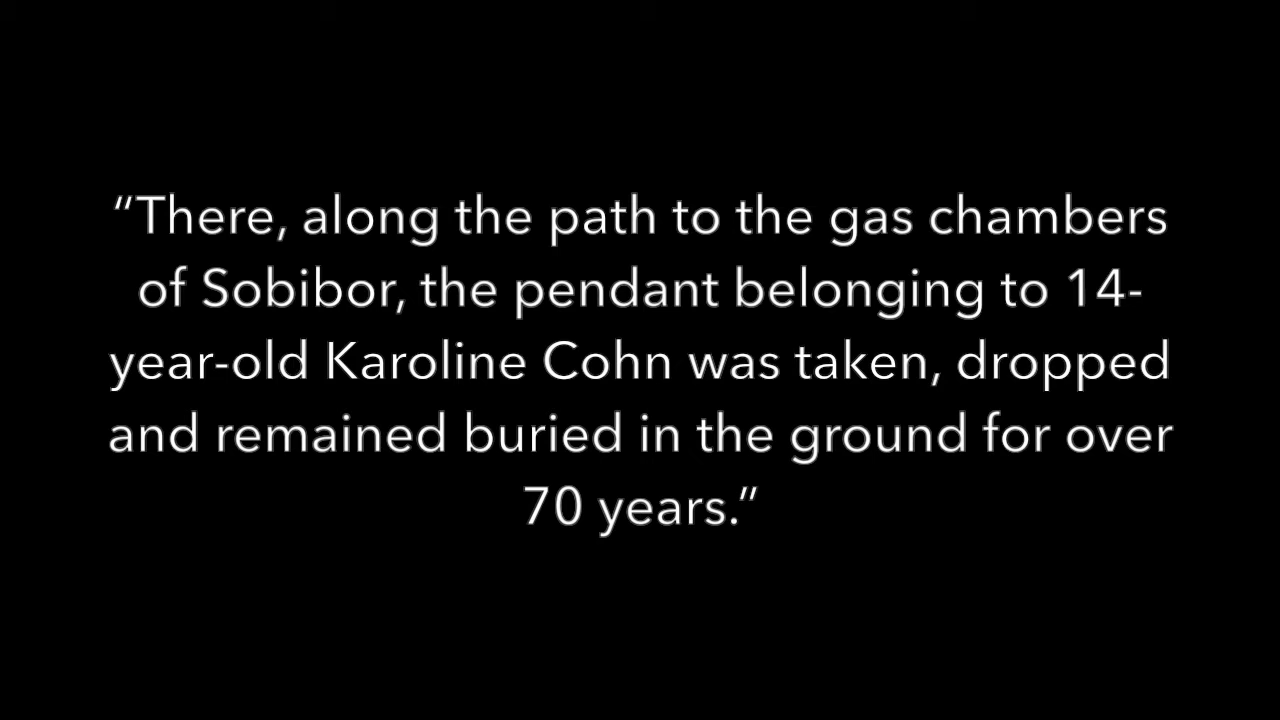 “There, along the path to the gas chambers
of Sobibor, the pendant belonging to 14-
year-old Karoline Cohn was taken, dropped
and remained buried in the ground for over
70 years.”